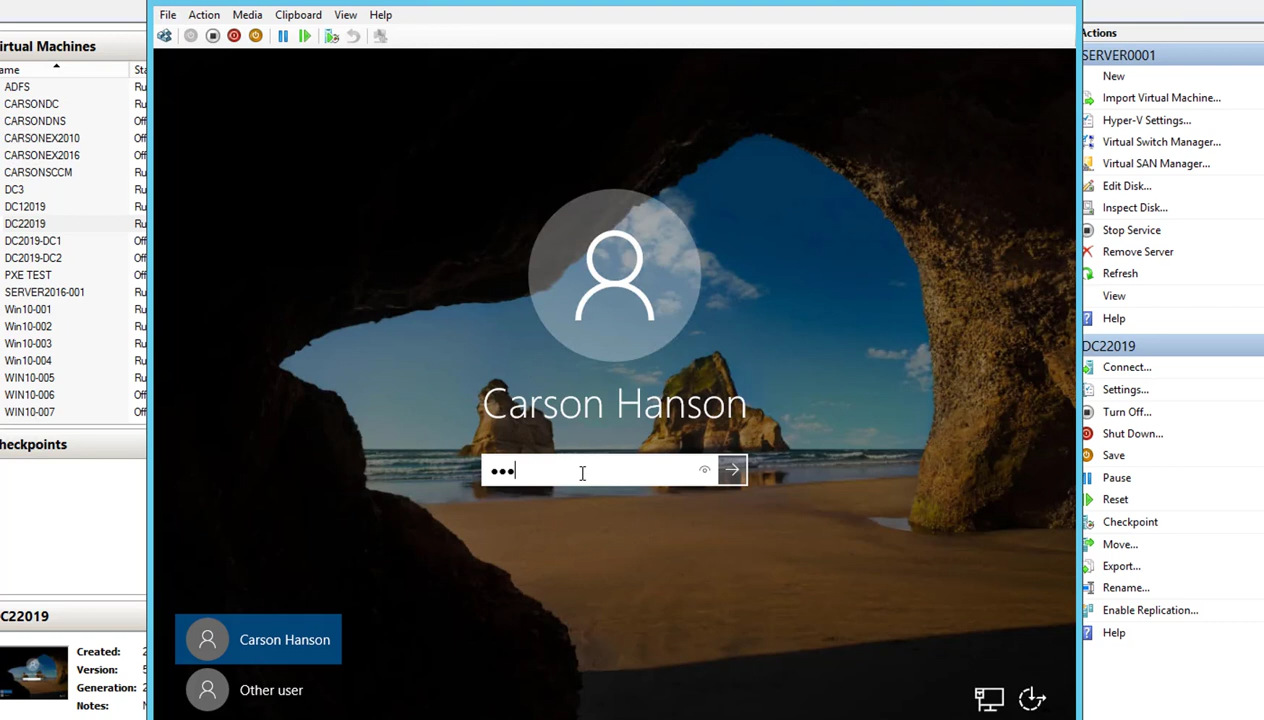 File Action Media Clipboard View Help
irtual Machines
ame Sta
ADFS Ru
CARSONDC Ru
CARSONDNS Off
CARSONEX2010 Off
CARSONEX2016 Off
CARSONSCCM Ru
DC3 Ru
DC12019 Ru
DC22019 Ru
DC2019-DC1 Off
DC2019-DC2 Off
PXE TEST Off
SERVER2016-001 Ru
Win10-001 Ru
Win10-002 Ru
Win10-003 Ru
Win10-004 Ru
WIN10-005 Ru
WIN10-006 Off
WIN10-007 Off
heckpoints
C22019
Created: 2
Version: 5
Generation: 2
Notes: N
Carson Hanson
Carson Hanson
Other user
Actions
SERVER0001
New
Import Virtual Machine...
Hyper-V Settings...
Virtual Switch Manager...
Virtual SAN Manager...
Edit Disk...
Inspect Disk...
Stop Service
Remove Server
Refresh
View
Help
DC22019
Connect...
Settings...
Turn Off...
Shut Down...
Save
Pause
Reset
Checkpoint
Move...
Export...
Rename...
Enable Replication...
Help